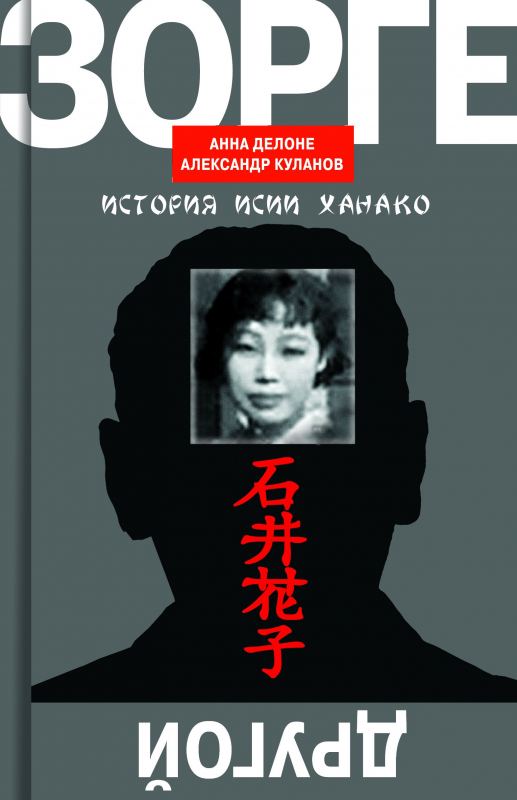 ЗОРГЕ
АННА ДЕЛОНЕ
АЛЕКСАНДР КУЛАНОВ
ИСТОРИЯ ИСИИ ХАНАКО
石井花子
ДРУГОЙ